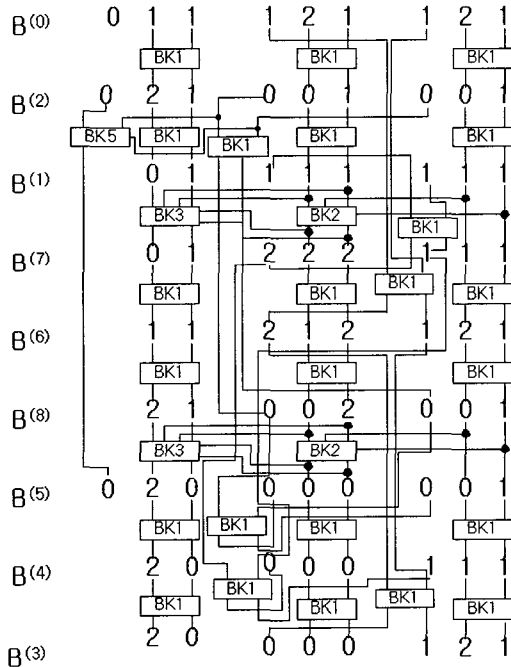 B(0) 0 1 1 1 2 1 1 2 1
BK1 BK1 BK1
B(2) 0 2 1 0 0 1 0 0 1
BK5 BK1 BK1 BK1 BK1
B(1) 0 1 1 1 1 1 1 1
BK3 BK2 BK1
B(7) 0 1 2 2 2 1 1 1
BK1 BK1 BK1 BK1
B(6) 1 1 2 1 2 1 2 1
BK1 BK1 BK1
B(8) 2 1 0 0 2 0 0 1
BK3 BK2
B(5) 0 2 0 0 0 0 0 0 1
BK1 BK1 BK1 BK1
B(4) 2 0 0 0 0 1 1 1
BK1 BK1 BK1 BK1 BK1
B(3) 2 0 0 0 0 1 2 1